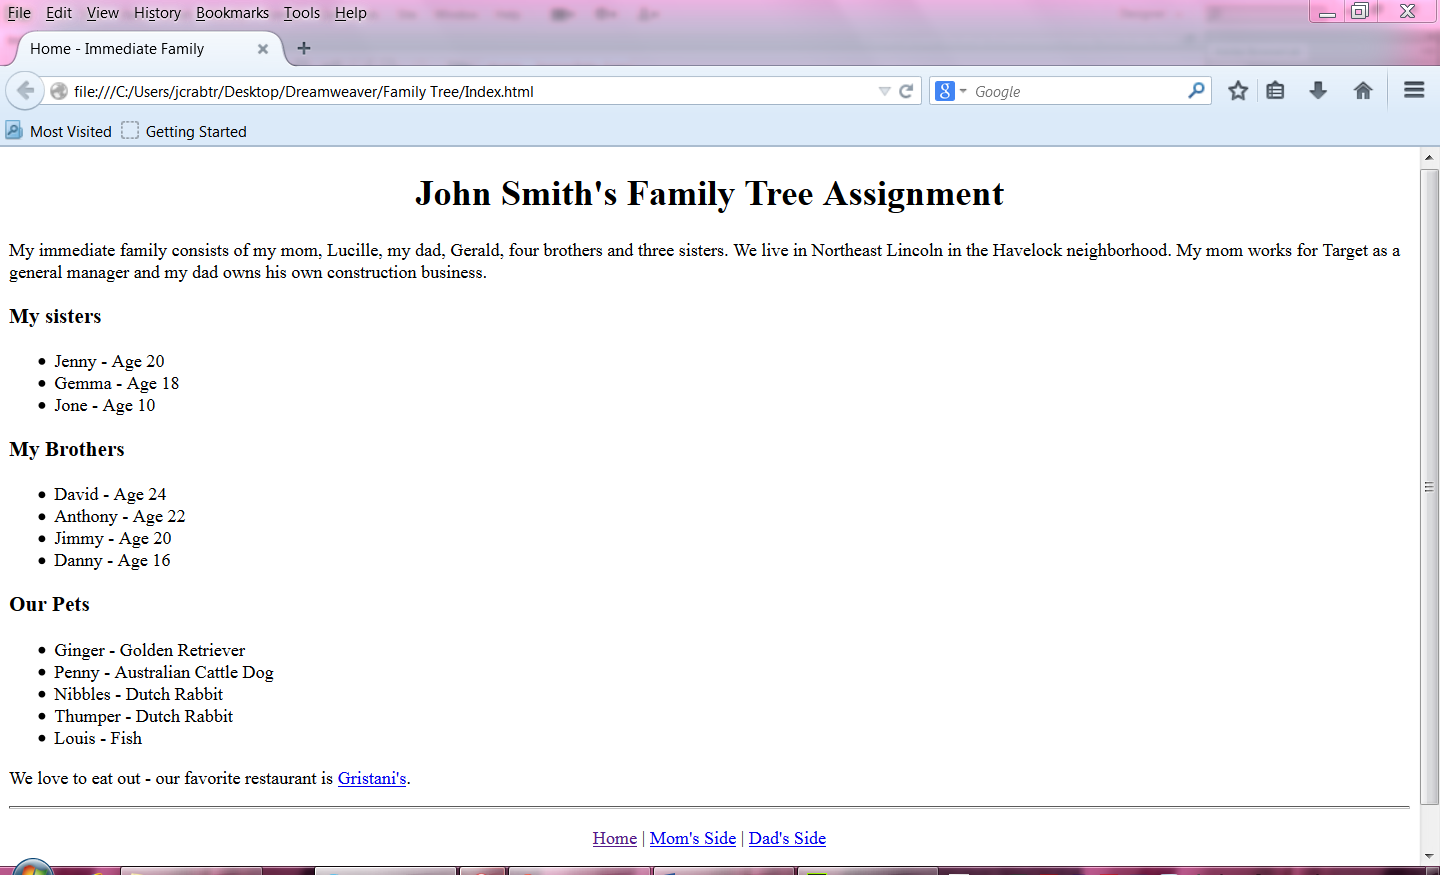 File Edit View History Bookmarks Tools Help
Home - Immediate Family
file:///C:/Users/jcrabtr/Desktop/Dreamweaver/Family Tree/Index.html
Google
Most Visited Getting Started
John Smith's Family Tree Assignment
My immediate family consists of my mom, Lucille, my dad, Gerald, four brothers and three sisters. We live in Northeast Lincoln in the Havelock neighborhood. My mom works for Target as a
general manager and my dad owns his own construction business.
My sisters
Jenny - Age 20
Gemma - Age 18
Jone - Age 10
My Brothers
David - Age 24
Anthony - Age 22
Jimmy - Age 20
Danny - Age 16
Our Pets
Ginger - Golden Retriever
Penny - Australian Cattle Dog
Nibbles - Dutch Rabbit
Thumper - Dutch Rabbit
Louis - Fish
We love to eat out - our favorite restaurant is Gristani's.
Home | Mom's Side | Dad's Side